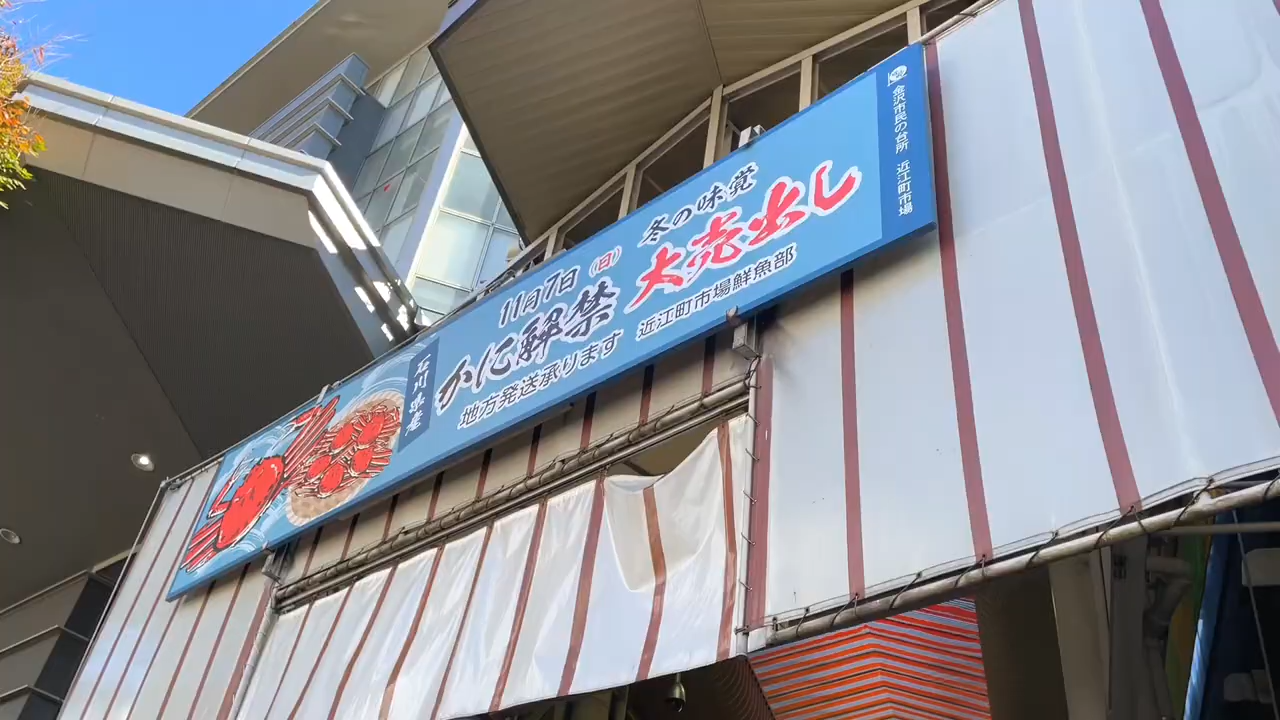 石川県産
11月7日(日) 冬の味覚
かに解禁 大売出し
地方発送承ります 近江町市場鮮魚部
金沢市民の台所 近江町市場